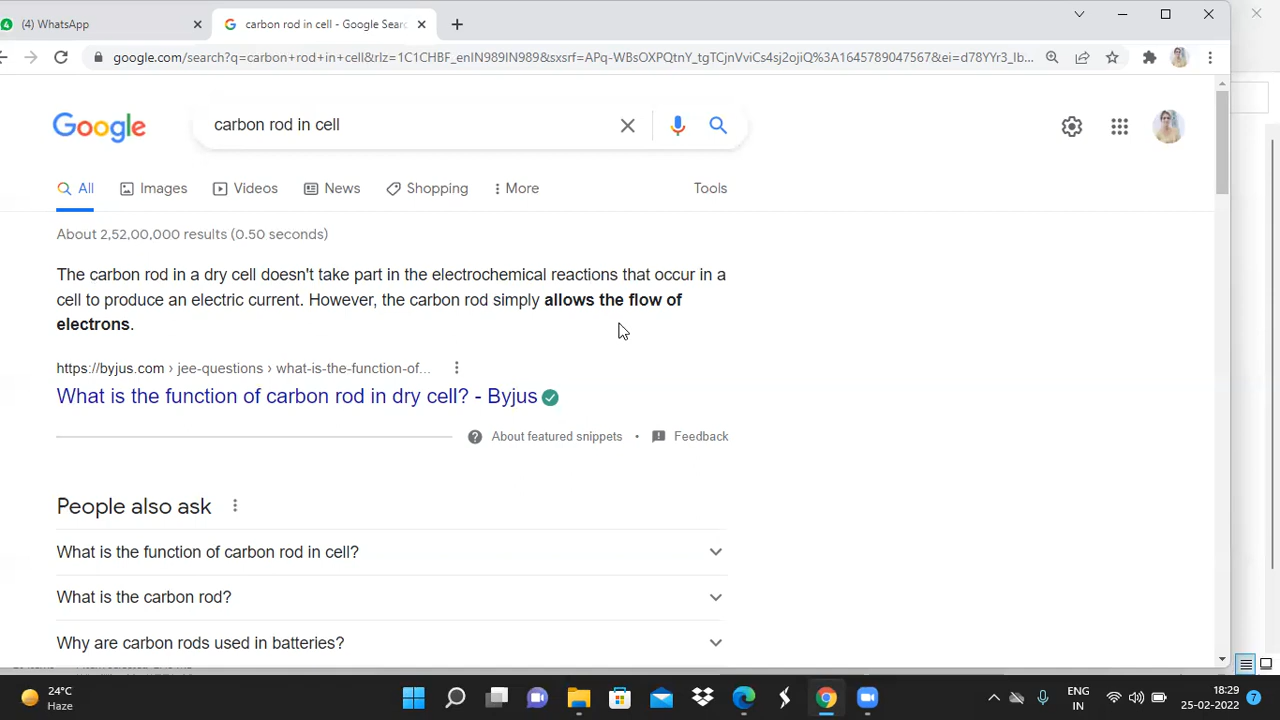 (4) WhatsApp
carbon rod in cell - Google Searc
google.com/search?q=carbon+rod+in+cell&rlz=1C1CHBF_enIN989IN989&sxsrf=APq-WBsOXPQtnY_tgTCjnVviCs4sj2ojiQ%3A1645789047567&ei=d78YYr3_Ib...
Google
carbon rod in cell
All
Images
Videos
News
Shopping
More
Tools
About 2,52,00,000 results (0.50 seconds)
The carbon rod in a dry cell doesn't take part in the electrochemical reactions that occur in a
cell to produce an electric current. However, the carbon rod simply allows the flow of
electrons.
https://byjus.com › jee-questions › what-is-the-function-of...
What is the function of carbon rod in dry cell? - Byjus
About featured snippets • Feedback
People also ask
What is the function of carbon rod in cell?
What is the carbon rod?
Why are carbon rods used in batteries?
24°C
Haze
ENG
IN
18:29
25-02-2022
7